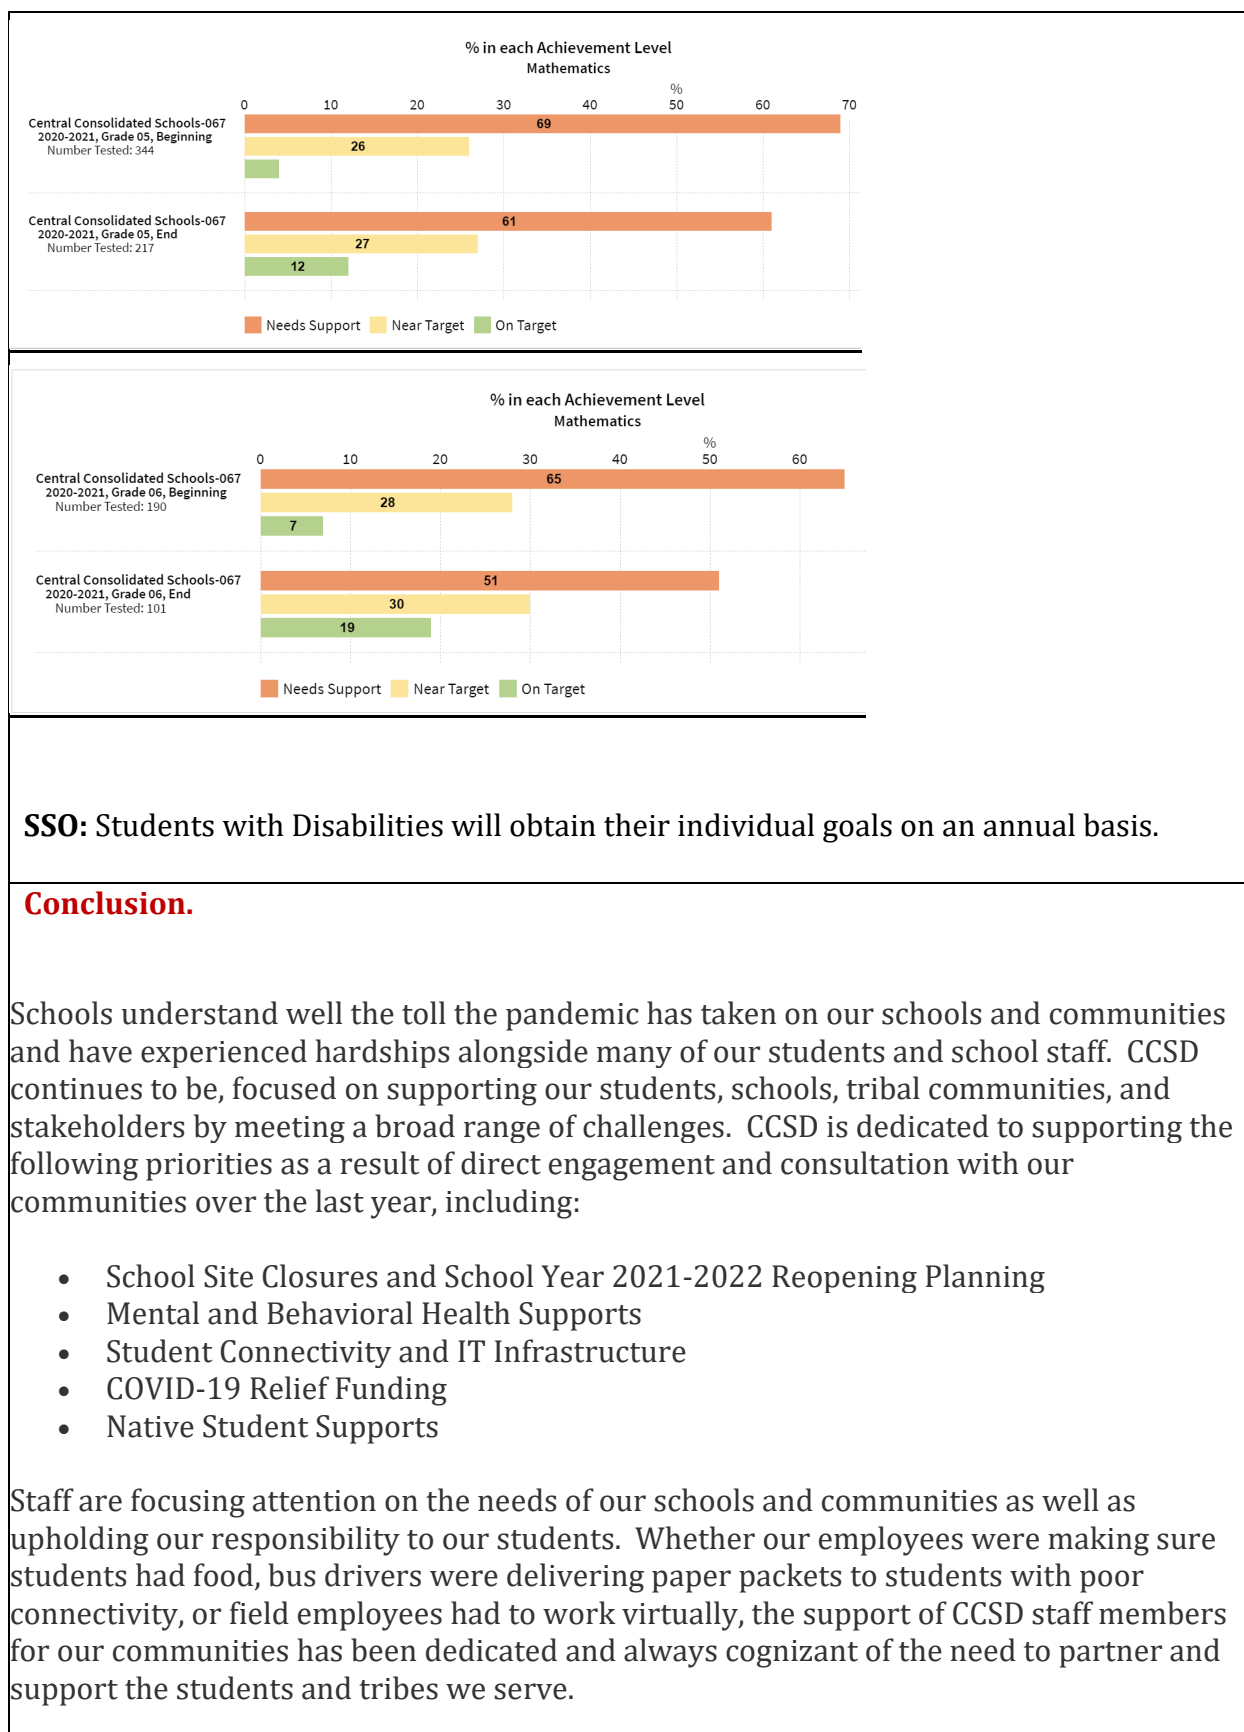 % in each Achievement Level
Mathematics
%
0 10 20 30 40 50 60 70
Central Consolidated Schools-067
2020-2021, Grade 05, Beginning
Number Tested: 344
69
26
Central Consolidated Schools-067
2020-2021, Grade 05, End
Number Tested: 217
61
27
12
Needs Support Near Target On Target
% in each Achievement Level
Mathematics
%
0 10 20 30 40 50 60
Central Consolidated Schools-067
2020-2021, Grade 06, Beginning
Number Tested: 190
65
28
7
Central Consolidated Schools-067
2020-2021, Grade 06, End
Number Tested: 101
51
30
19
Needs Support Near Target On Target
SSO: Students with Disabilities will obtain their individual goals on an annual basis.
Conclusion.
Schools understand well the toll the pandemic has taken on our schools and communities
and have experienced hardships alongside many of our students and school staff.  CCSD
continues to be, focused on supporting our students, schools, tribal communities, and
stakeholders by meeting a broad range of challenges.  CCSD is dedicated to supporting the
following priorities as a result of direct engagement and consultation with our
communities over the last year, including:
• School Site Closures and School Year 2021-2022 Reopening Planning
• Mental and Behavioral Health Supports
• Student Connectivity and IT Infrastructure
• COVID-19 Relief Funding
• Native Student Supports
Staff are focusing attention on the needs of our schools and communities as well as
upholding our responsibility to our students.  Whether our employees were making sure
students had food, bus drivers were delivering paper packets to students with poor
connectivity, or field employees had to work virtually, the support of CCSD staff members
for our communities has been dedicated and always cognizant of the need to partner and
support the students and tribes we serve.